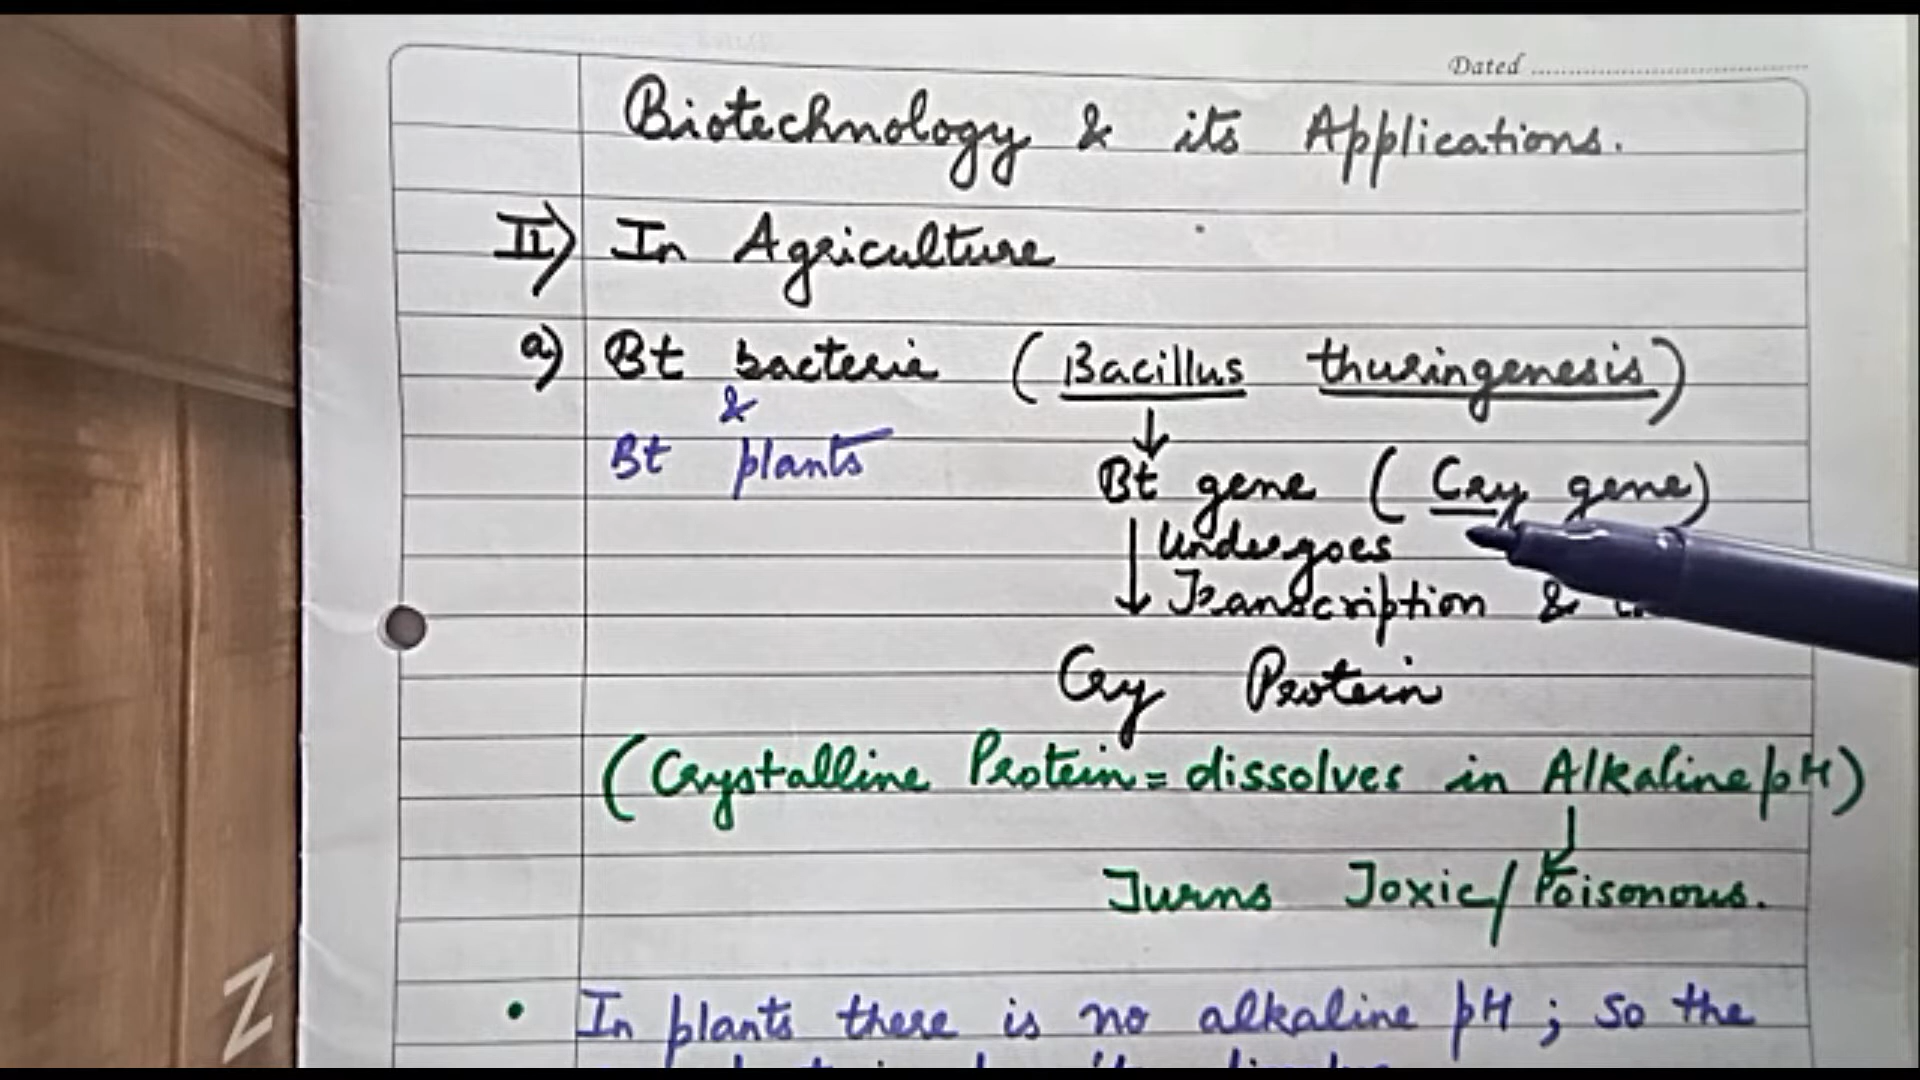 Dated
Biotechnology & its Applications.
II) In Agriculture
a) Bt bacteria (Bacillus thuringenesis)
&
Bt plants
↓
Bt gene (Cry gene)
↓ Undergoes
Transcription &
Cry Protein
(Crystalline Protein = dissolves in Alkaline pH)
↓
Turns Toxic/Poisonous.
• In plants there is no alkaline pH; so the
Z